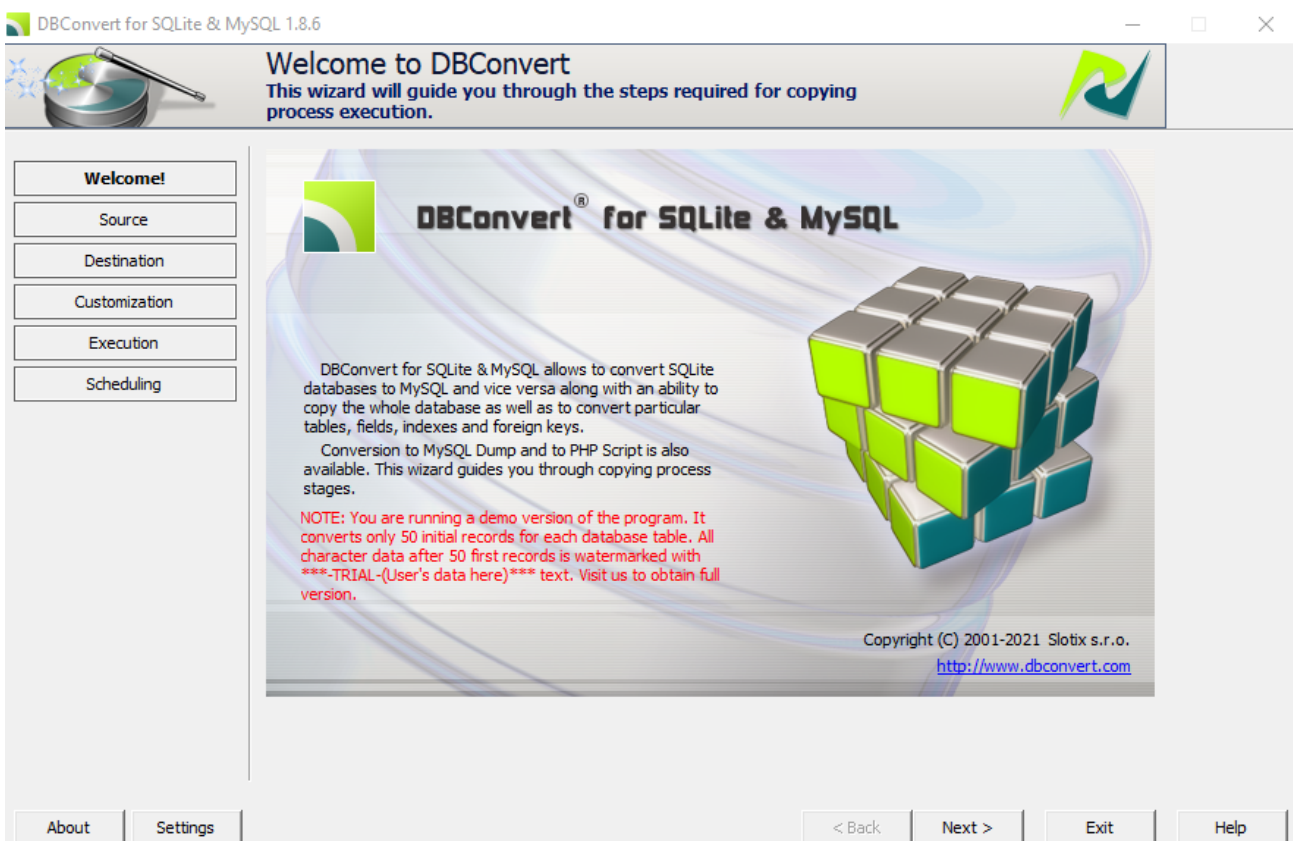 DBConvert for SQLite & MySQL 1.8.6
Welcome to DBConvert
This wizard will guide you through the steps required for copying
process execution.
Welcome!
Source
Destination
Customization
Execution
Scheduling
DBConvert® for SQLite & MySQL
DBConvert for SQLite & MySQL allows to convert SQLite
databases to MySQL and vice versa along with an ability to
copy the whole database as well as to convert particular
tables, fields, indexes and foreign keys.
Conversion to MySQL Dump and to PHP Script is also
available. This wizard guides you through copying process
stages.
NOTE: You are running a demo version of the program. It
converts only 50 initial records for each database table. All
character data after 50 first records is watermarked with
***-TRIAL-(User's data here)*** text. Visit us to obtain full
version.
Copyright (C) 2001-2021 Slotix s.r.o.
http://www.dbconvert.com
About
Settings
< Back
Next >
Exit
Help